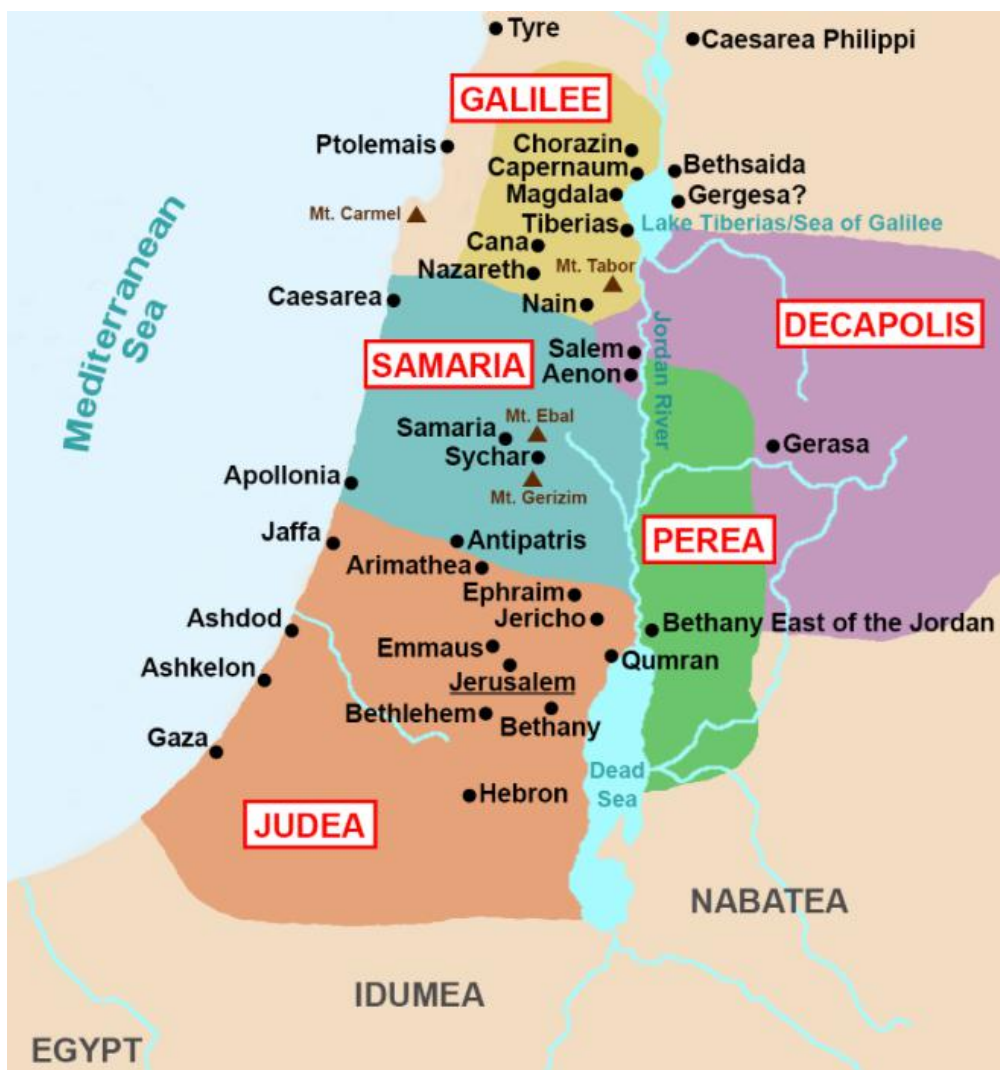 Tyre
Caesarea Philippi
GALILEE
Ptolemais
Chorazin
Capernaum
Bethsaida
Magdala
Gergesa?
Mt. Carmel
Tiberias
Lake Tiberias/Sea of Galilee
Cana
Nazareth
Mt. Tabor
Mediterranean
Sea
Caesarea
Nain
DECAPOLIS
Jordan River
SAMARIA
Salem
Aenon
Mt. Ebal
Samaria
Gerasa
Sychar
Apollonia
Mt. Gerizim
Jaffa
Antipatris
PEREA
Arimathea
Ephraim
Jericho
Ashdod
Bethany East of the Jordan
Emmaus
Qumran
Ashkelon
Jerusalem
Bethlehem
Bethany
Gaza
Dead
Sea
Hebron
JUDEA
NABATEA
IDUMEA
EGYPT